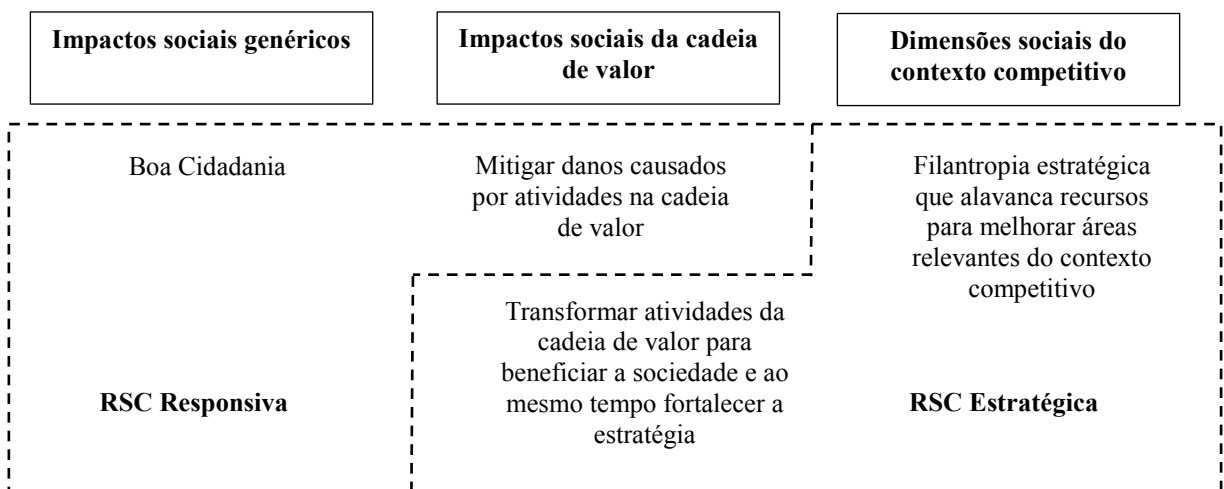 Impactos sociais genéricos
Impactos sociais da cadeia
de valor
Dimensões sociais do
contexto competitivo
Boa Cidadania
Mitigar danos causados
por atividades na cadeia
de valor
Filantropia estratégica
que alavanca recursos
para melhorar áreas
relevantes do contexto
competitivo
Transformar atividades da
cadeia de valor para
beneficiar a sociedade e ao
mesmo tempo fortalecer a
estratégia
RSC Responsiva
RSC Estratégica